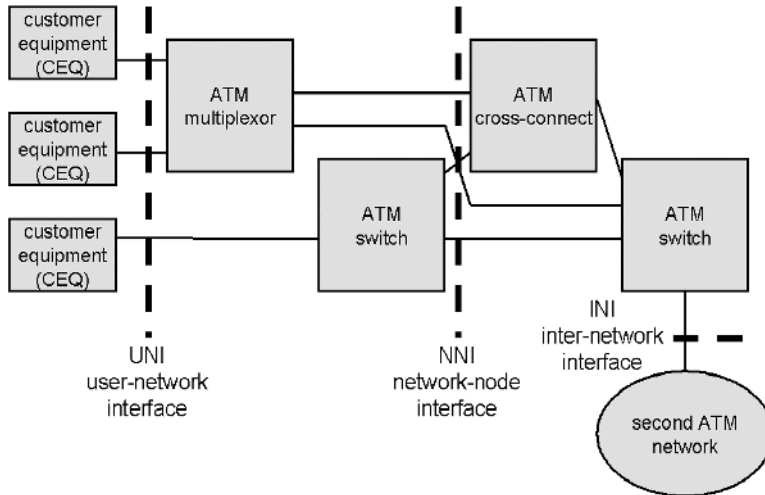 customer
equipment
(CEQ)
ATM
multiplexor
ATM
cross-connect
customer
equipment
(CEQ)
customer
equipment
(CEQ)
ATM
switch
ATM
switch
UNI
user-network
interface
NNI
network-node
interface
INI
inter-network
interface
second ATM
network